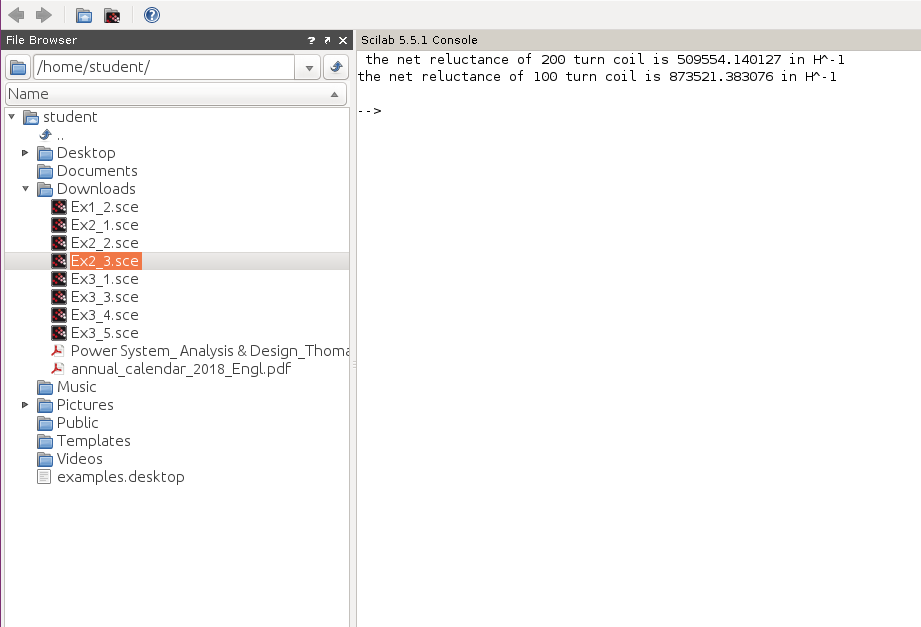 File Browser
/home/student/
Name
student
..
Desktop
Documents
Downloads
Ex1_2.sce
Ex2_1.sce
Ex2_2.sce
Ex2_3.sce
Ex3_1.sce
Ex3_3.sce
Ex3_4.sce
Ex3_5.sce
Power System_ Analysis & Design_Thoma
annual_calendar_2018_Engl.pdf
Music
Pictures
Public
Templates
Videos
examples.desktop
Scilab 5.5.1 Console
the net reluctance of 200 turn coil is 509554.140127 in H^-1
the net reluctance of 100 turn coil is 873521.383076 in H^-1
-->